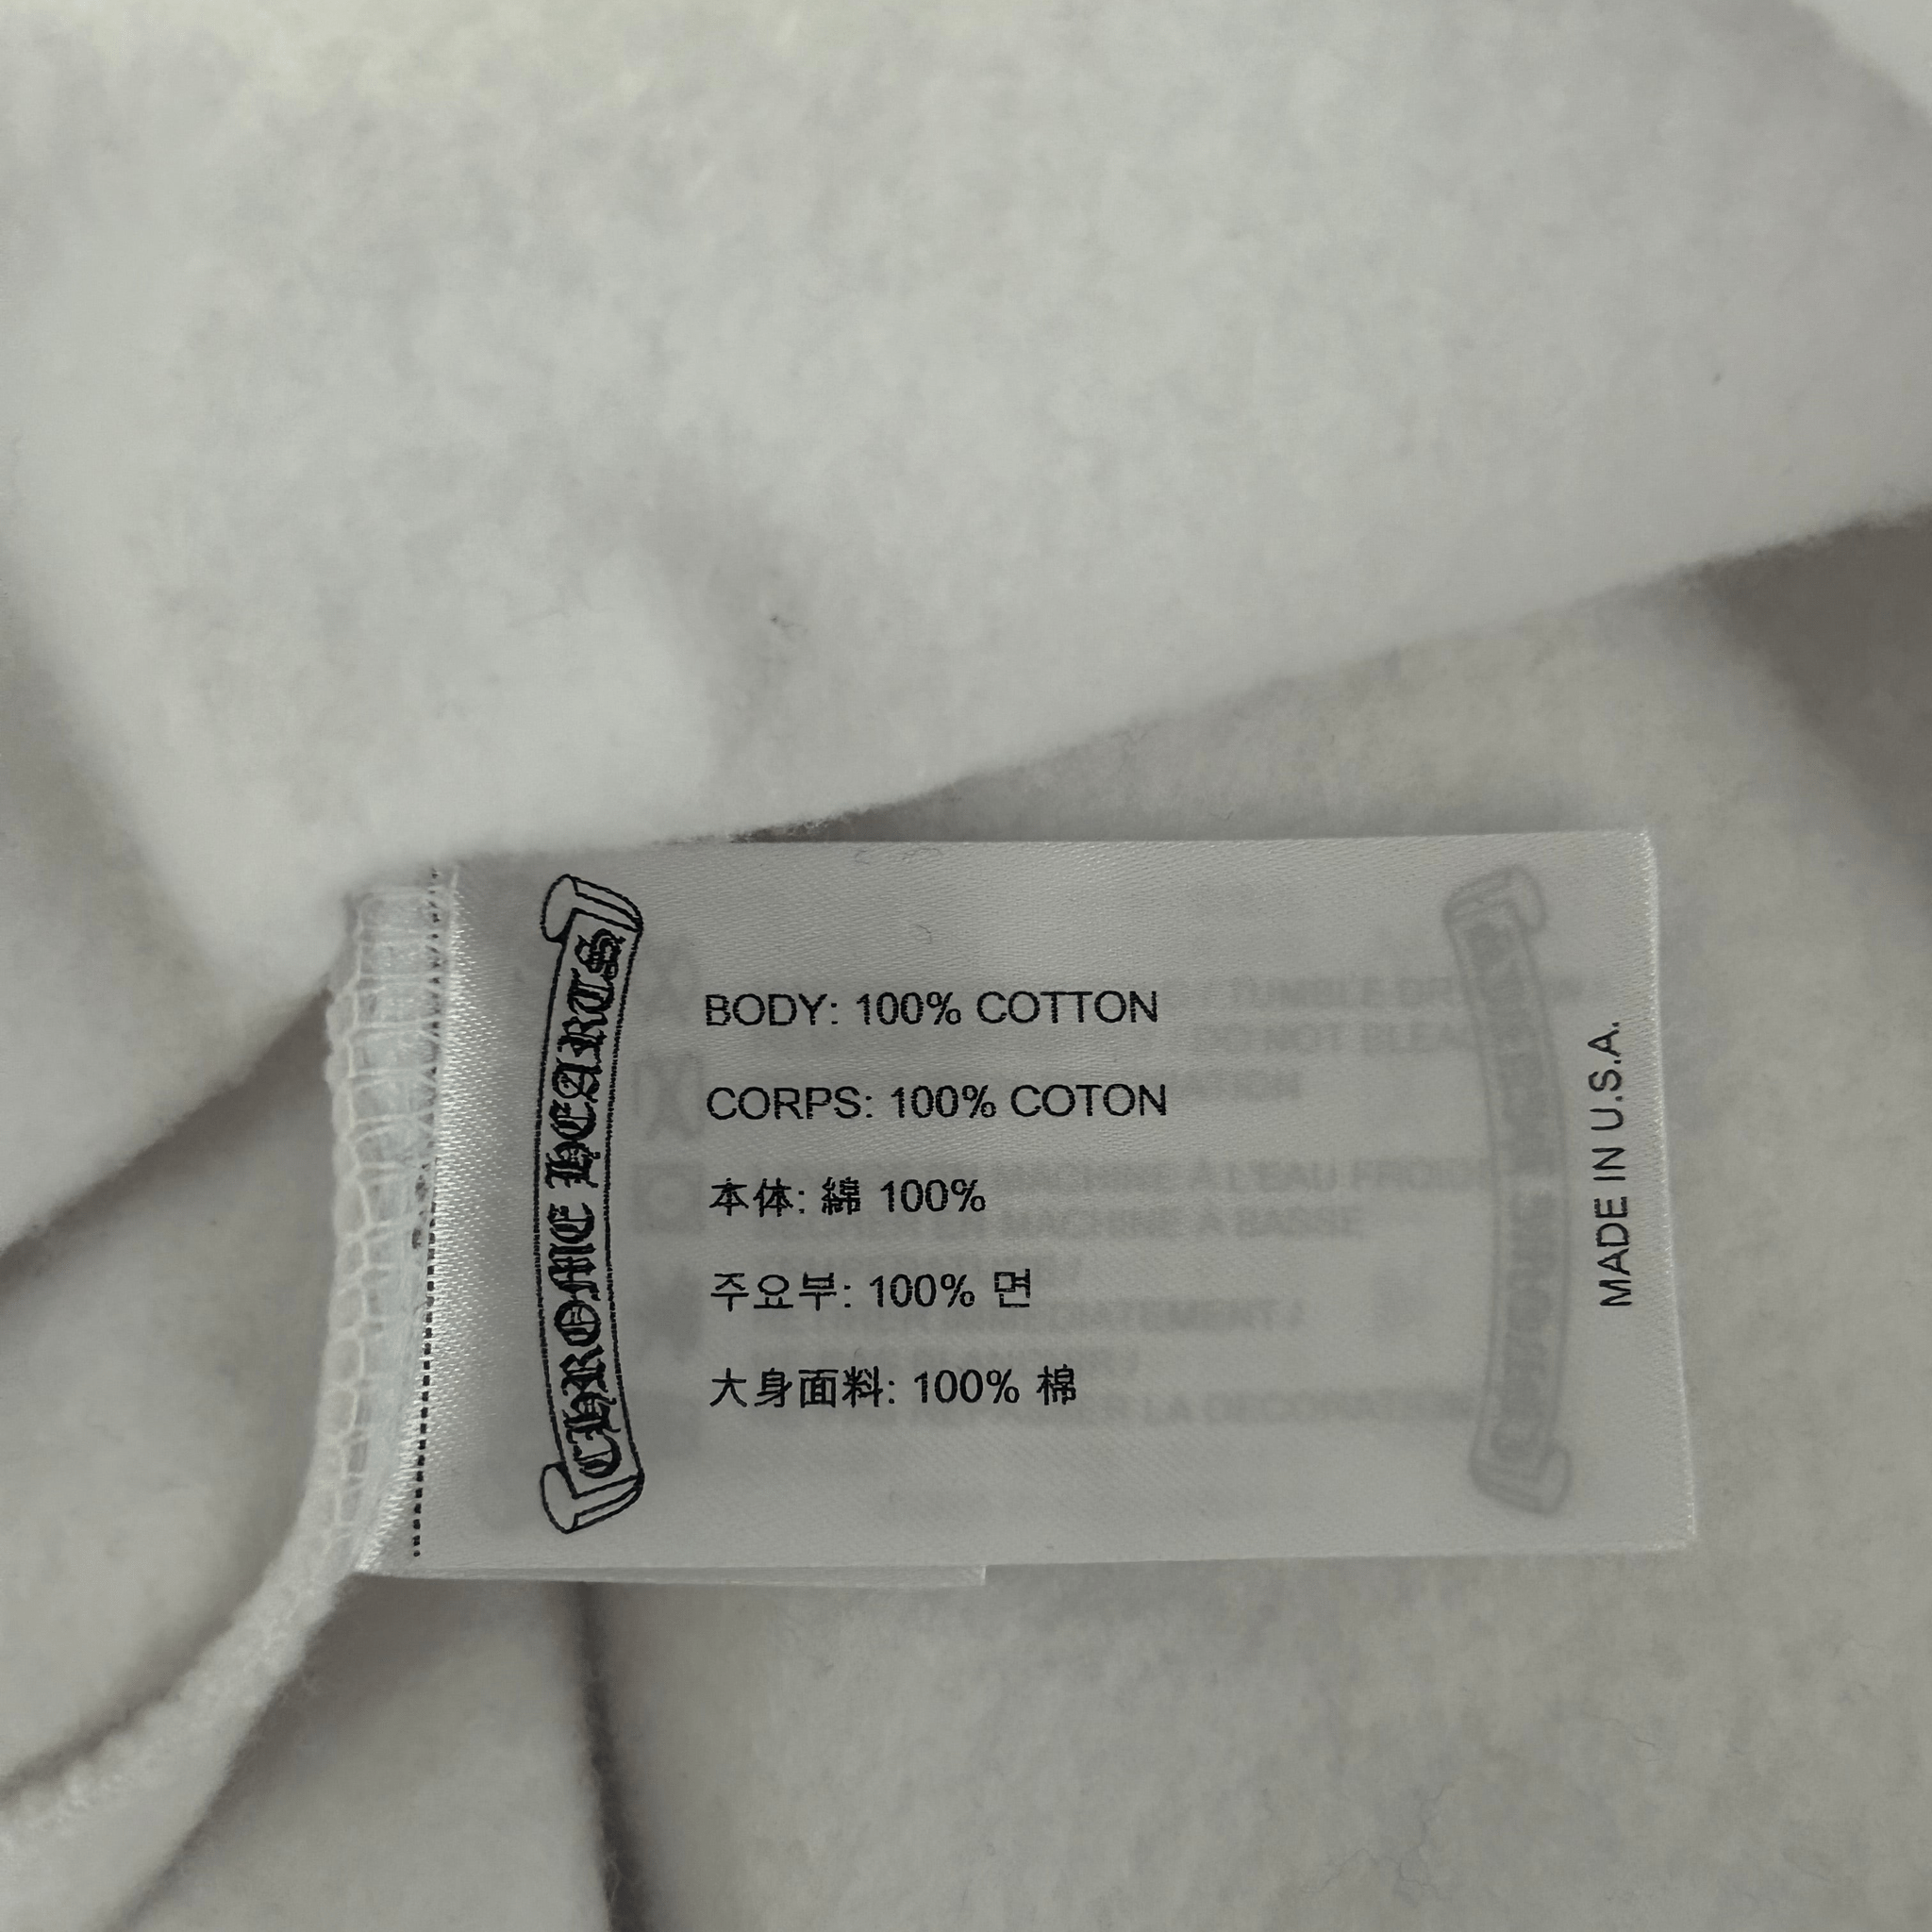 CHROME HEARTS
BODY: 100% COTTON
CORPS: 100% COTON
本体: 綿 100%
주요부: 100% 면
大身面料: 100% 棉
MADE IN U.S.A.